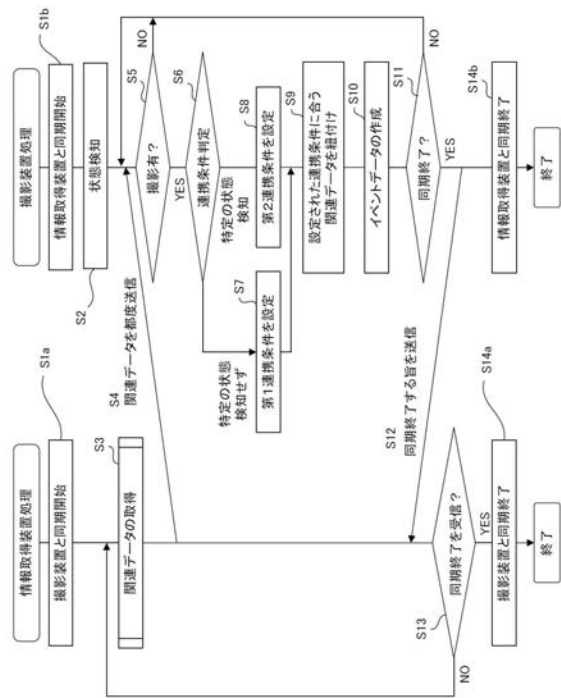 情報取得装置処理
S1a
撮影装置と同期開始
S3
関連データの取得
S4
関連データを都度送信
S12
同期終了する旨を送信
S13
同期終了を受信?
NO
YES
S14a
撮影装置と同期終了
終了
撮影装置処理
S1b
情報取得装置と同期開始
S2
状態検知
S5
撮影有?
NO
YES
S6
連携条件判定
特定の状態
検知せず
特定の状態
検知
S7
第1連携条件を設定
S8
第2連携条件を設定
S9
設定された連携条件に合う
関連データを紐付け
S10
イベントデータの作成
S11
同期終了?
NO
YES
S14b
情報取得装置と同期終了
終了